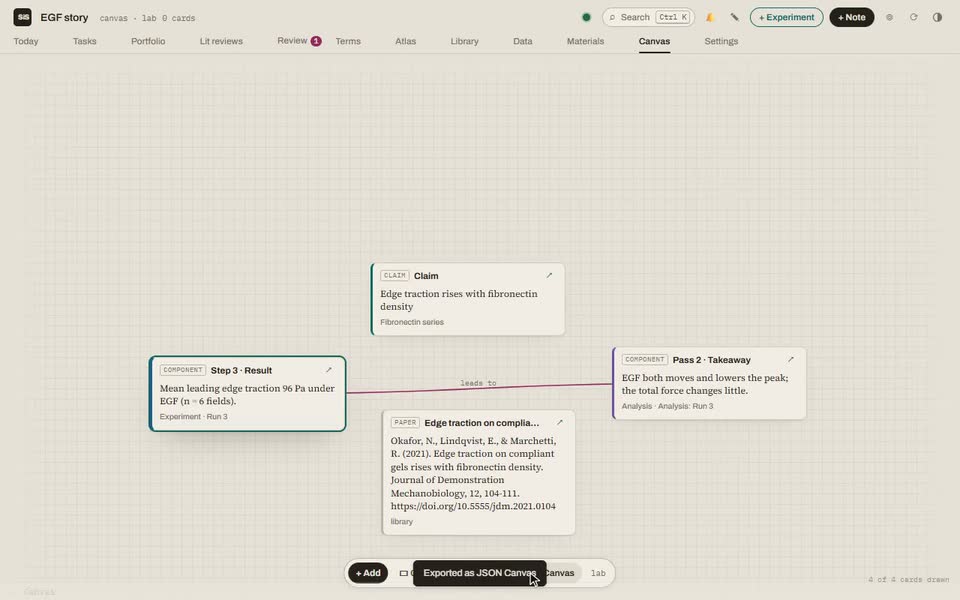 SIS EGF story canvas · lab 0 cards Search Ctrl K + Experiment + Note
Today Tasks Portfolio Lit reviews Review 1 Terms Atlas Library Data Materials Canvas Settings
CLAIM Claim
Edge traction rises with fibronectin
density
Fibronectin series
COMPONENT Step 3 · Result
Mean leading edge traction 96 Pa under
EGF (n = 6 fields).
Experiment · Run 3
leads to
COMPONENT Pass 2 · Takeaway
EGF both moves and lowers the peak;
the total force changes little.
Analysis · Analysis: Run 3
PAPER Edge traction on complia...
Okafor, N., Lindqvist, E., & Marchetti,
R. (2021). Edge traction on compliant
gels rises with fibronectin density.
Journal of Demonstration
Mechanobiology, 12, 104-111.
https://doi.org/10.5555/jdm.2021.0104
library
+ Add Exported as JSON Canvas Canvas lab
4 of 4 cards drawn
Canvas